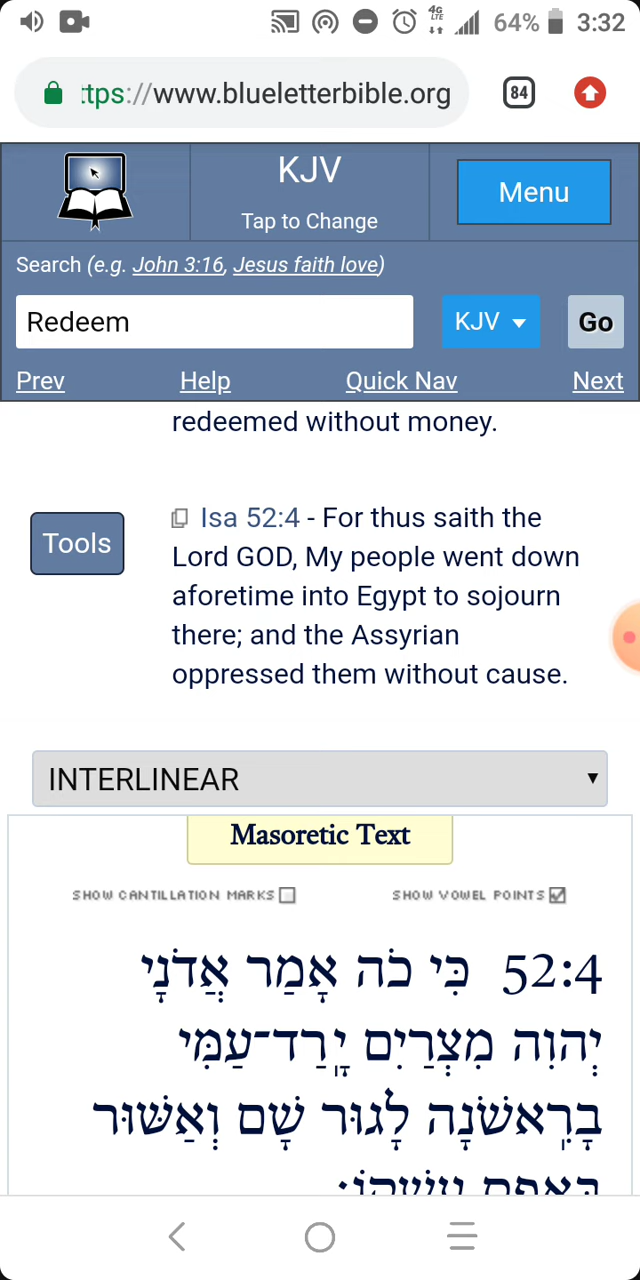 4G
LTE
64%
3:32
ttps://www.blueletterbible.org
84
KJV
Tap to Change
Menu
Search (e.g. John 3:16, Jesus faith love)
Redeem
KJV
Go
Prev
Help
Quick Nav
Next
redeemed without money.
Tools
Isa 52:4 - For thus saith the
Lord GOD, My people went down
aforetime into Egypt to sojourn
there; and the Assyrian
oppressed them without cause.
INTERLINEAR
Masoretic Text
SHOW CANTILLATION MARKS
SHOW VOWEL POINTS
52:4 כִּי כֹה אָמַר אֲדֹנָי
יְהוִה מִצְרַיִם יָרַד־עַמִּי
בָרִאשֹׁנָה לָגוּר שָׁם וְאַשּׁוּר